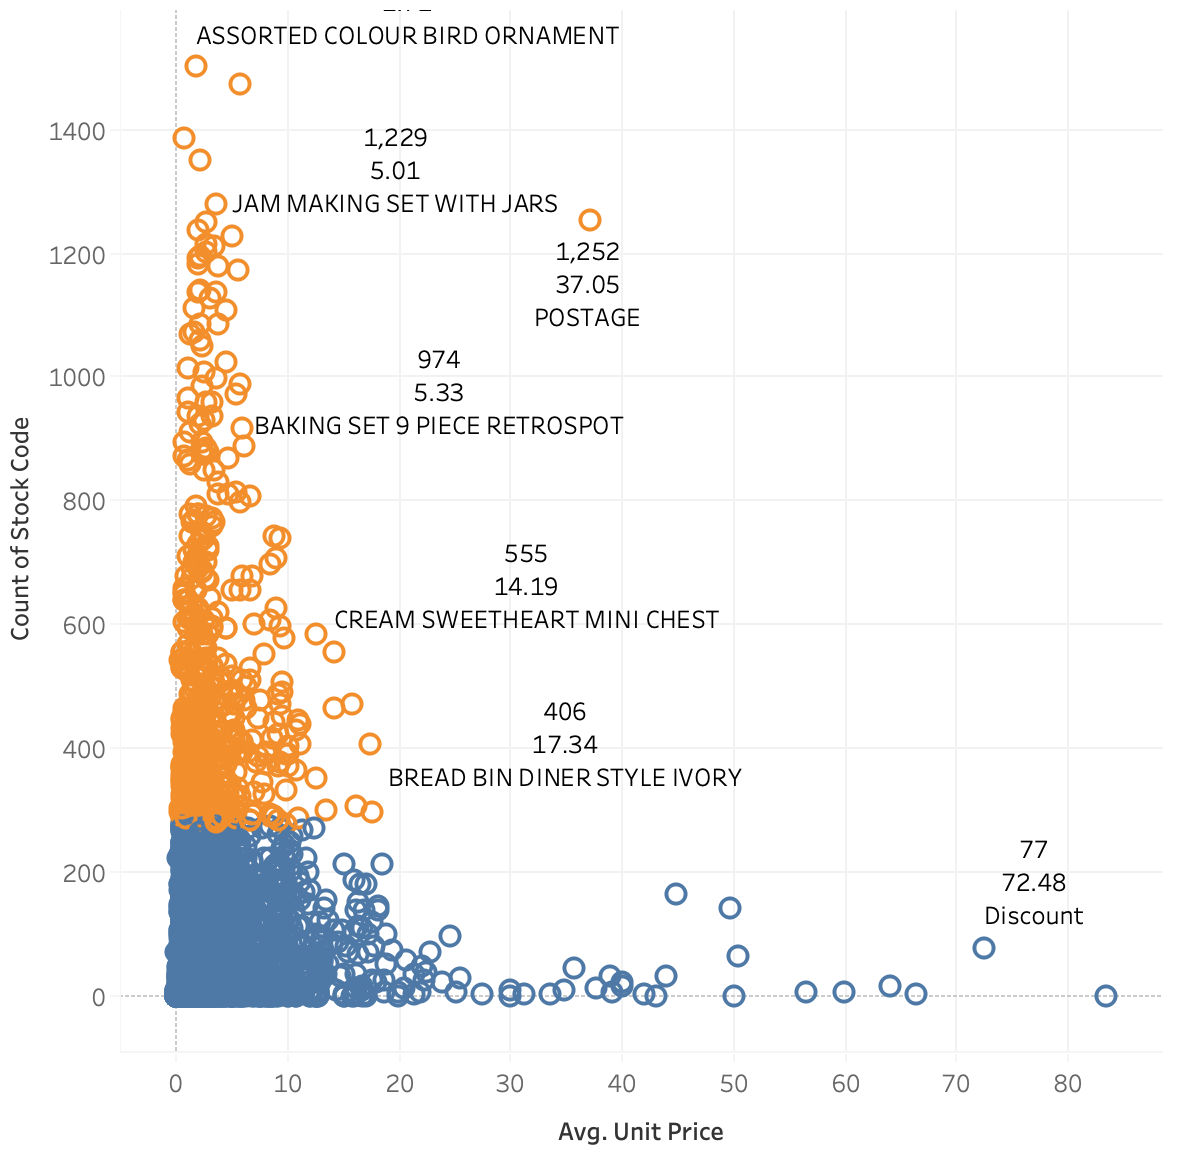 ASSORTED COLOUR BIRD ORNAMENT
1400
1,229
5.01
JAM MAKING SET WITH JARS
1200
1,252
37.05
POSTAGE
1000
974
5.33
BAKING SET 9 PIECE RETROSPOT
800
600
555
14.19
CREAM SWEETHEART MINI CHEST
400
406
17.34
BREAD BIN DINER STYLE IVORY
200
77
72.48
Discount
0
Count of Stock Code
0 10 20 30 40 50 60 70 80
Avg. Unit Price